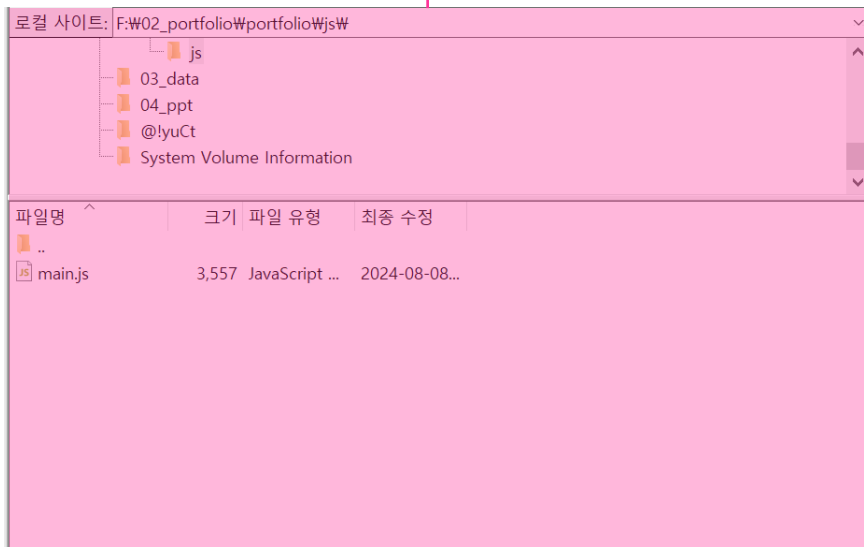 로컬 사이트: F:₩02_portfolio₩portfolio₩js₩
js
03_data
04_ppt
@!yuCt
System Volume Information
파일명 크기 파일 유형 최종 수정
..
JS main.js 3,557 JavaScript ... 2024-08-08...